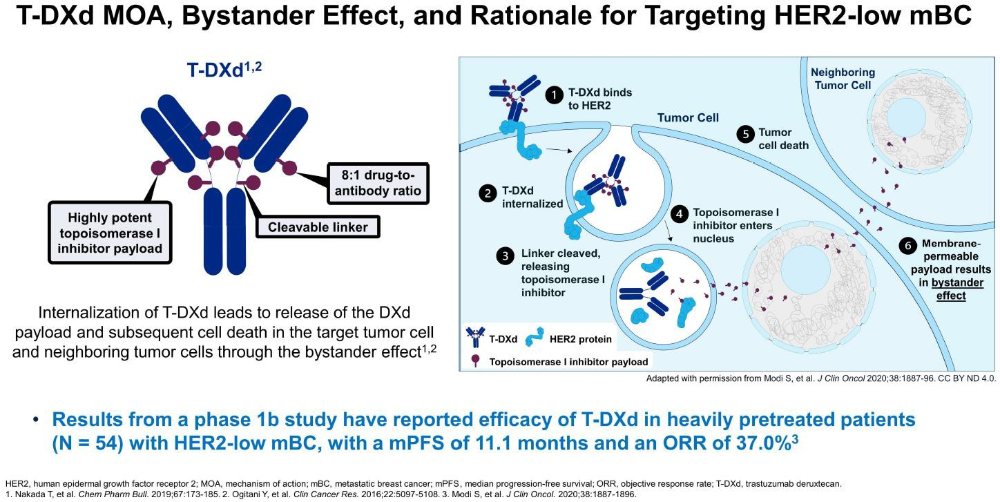 T-DXd MOA, Bystander Effect, and Rationale for Targeting HER2-low mBC
T-DXd1,2
8:1 drug-to-
antibody ratio
Highly potent
topoisomerase I
inhibitor payload
Cleavable linker
Internalization of T-DXd leads to release of the DXd
payload and subsequent cell death in the target tumor cell
and neighboring tumor cells through the bystander effect1,2
1 T-DXd binds
to HER2
Tumor Cell
Neighboring
Tumor Cell
5 Tumor
cell death
2 T-DXd
internalized
4 Topoisomerase I
inhibitor enters
nucleus
3 Linker cleaved,
releasing
topoisomerase I
inhibitor
6 Membrane-
permeable
payload results
in bystander
effect
T-DXd
HER2 protein
Topoisomerase I inhibitor payload
Adapted with permission from Modi S, et al. J Clin Oncol 2020;38:1887-96. CC BY ND 4.0.
• Results from a phase 1b study have reported efficacy of T-DXd in heavily pretreated patients
(N = 54) with HER2-low mBC, with a mPFS of 11.1 months and an ORR of 37.0%3
HER2, human epidermal growth factor receptor 2; MOA, mechanism of action; mBC, metastatic breast cancer; mPFS, median progression-free survival; ORR, objective response rate; T-DXd, trastuzumab deruxtecan.
1. Nakada T, et al. Chem Pharm Bull. 2019;67:173-185. 2. Ogitani Y, et al. Clin Cancer Res. 2016;22:5097-5108. 3. Modi S, et al. J Clin Oncol. 2020;38:1887-1896.